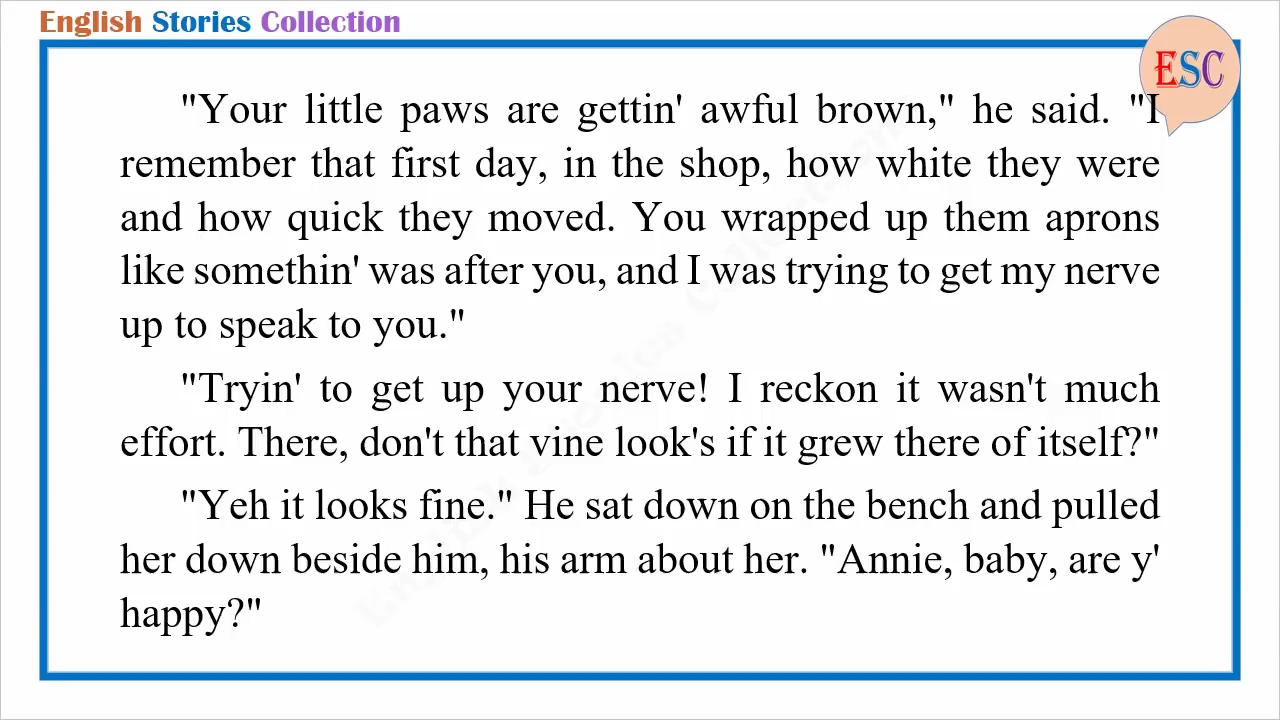 English Stories Collection
ESC
"Your little paws are gettin' awful brown," he said. "I
remember that first day, in the shop, how white they were
and how quick they moved. You wrapped up them aprons
like somethin' was after you, and I was trying to get my nerve
up to speak to you."
"Tryin' to get up your nerve! I reckon it wasn't much
effort. There, don't that vine look's if it grew there of itself?"
"Yeh it looks fine." He sat down on the bench and pulled
her down beside him, his arm about her. "Annie, baby, are y'
happy?"
English Stories Collection